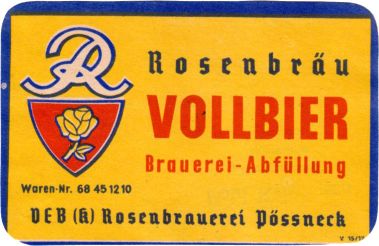 R
Rosenbräu
VOLLBIER
Brauerei-Abfüllung
Waren-Nr. 68 45 12 10
VEB (k) Rosenbrauerei Pößneck